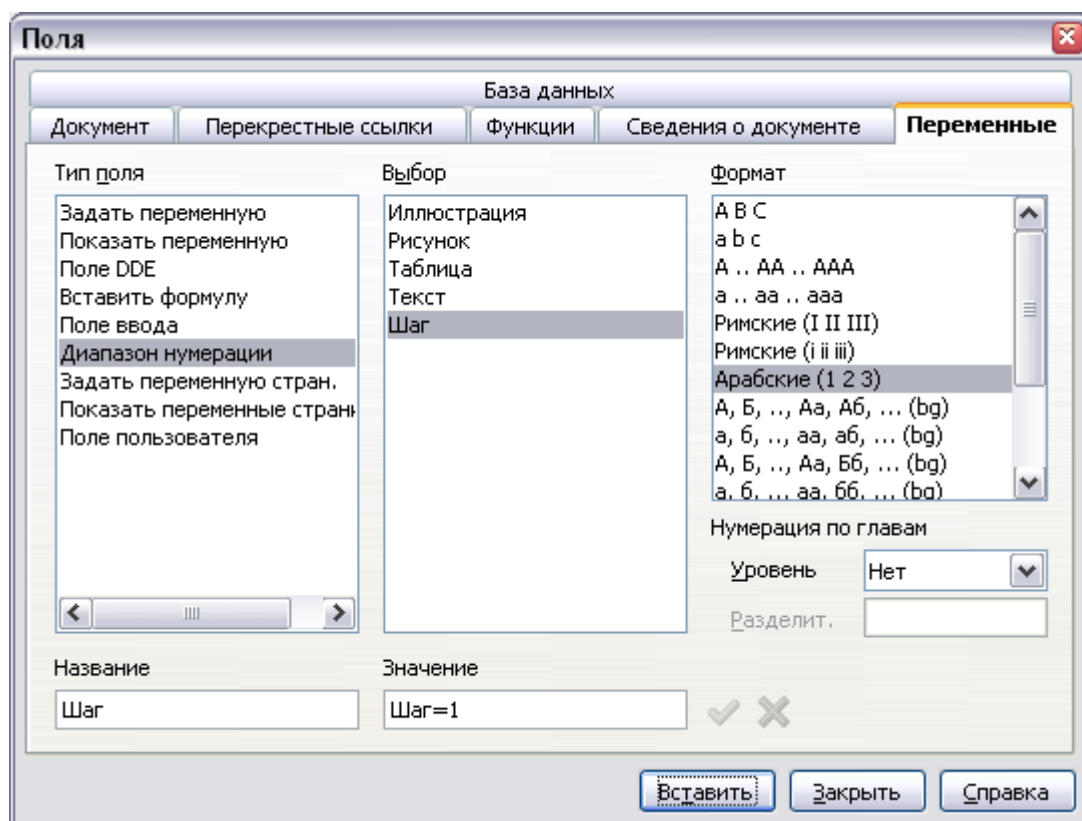 Поля
База данных
Документ
Перекрестные ссылки
Функции
Сведения о документе
Переменные
Тип поля
Задать переменную
Показать переменную
Поле DDE
Вставить формулу
Поле ввода
Диапазон нумерации
Задать переменную стран.
Показать переменные стран
Поле пользователя
Выбор
Иллюстрация
Рисунок
Таблица
Текст
Шаг
Формат
A B C
a b c
A .. AA .. AAA
a .. aa .. aaa
Римские (I II III)
Римские (i ii iii)
Арабские (1 2 3)
А, Б, .., Аа, Аб, ... (bg)
а, б, .., аа, аб, ... (bg)
А, Б, .., Аа, Бб, ... (bg)
а, б, .., аа, бб, ... (bg)
Нумерация по главам
Уровень
Нет
Разделит.
Название
Шаг
Значение
Шаг=1
Вставить
Закрыть
Справка